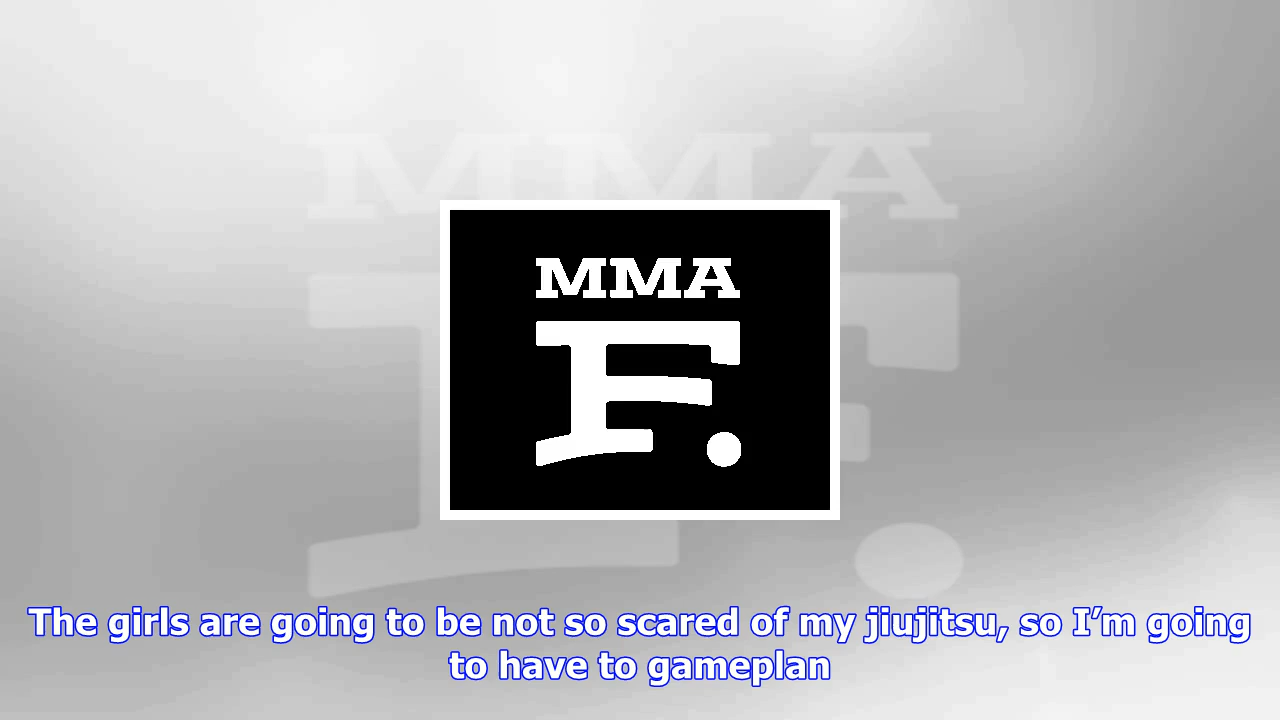 MMA
MMA
F.
The girls are going to be not so scared of my jiujitsu, so I’m going
to have to gameplan